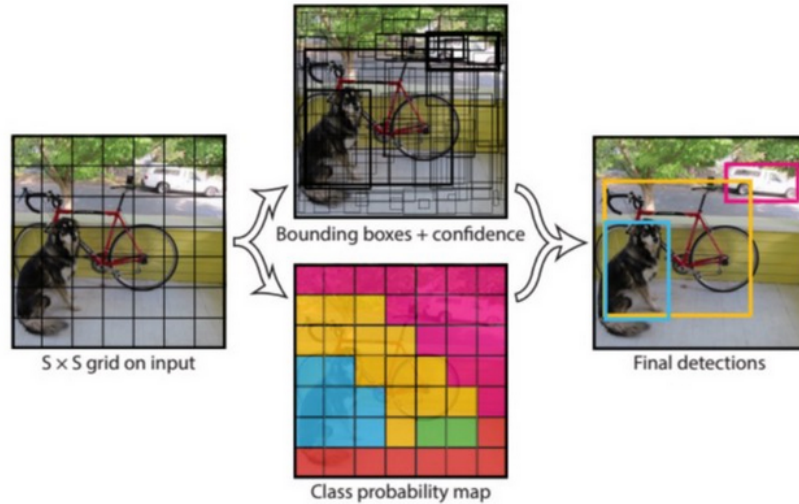 Bounding boxes + confidence
S × S grid on input
Final detections
Class probability map